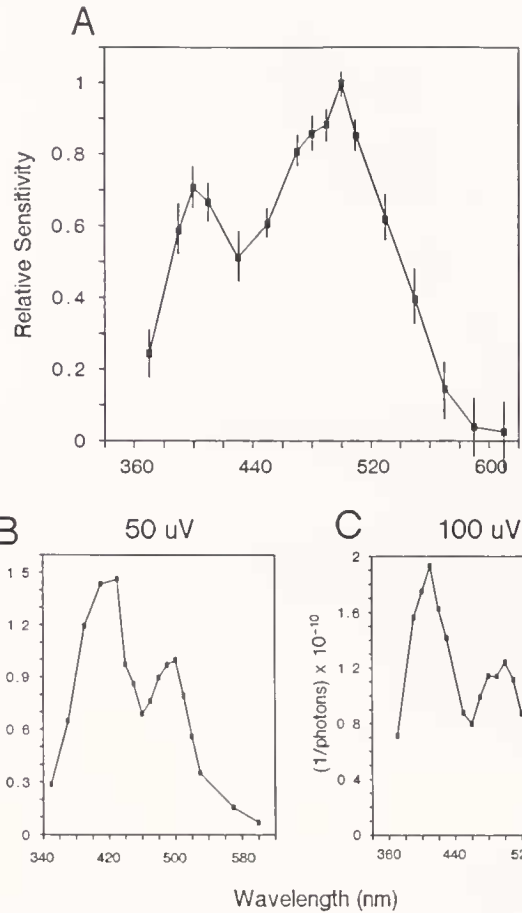 A
Relative Sensitivity
1
0.8
0.6
0.4
0.2
0
360 440 520 600
B 50 uV
1 5
1 2
0.9
0 6
0.3
0
340 420 500 580
C 100 uV
(1/photons) x 10⁻¹⁰
2
1.6
1.2
0 8
0 4
0
360 440 52
Wavelength (nm)